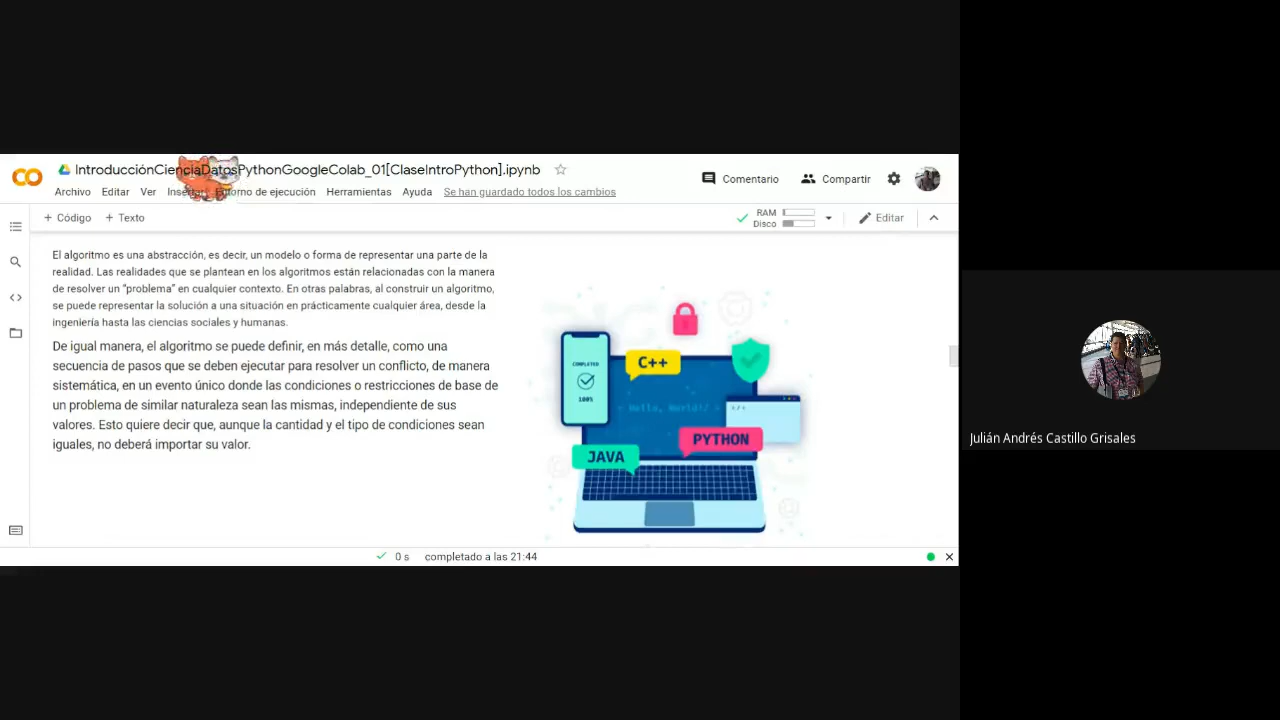 IntroducciónCienciaDatosPythonGoogleColab_01[ClaseIntroPython].ipynb
Archivo Editar Ver Insertar Entorno de ejecución Herramientas Ayuda Se han guardado todos los cambios
Comentario Compartir
+ Código + Texto
RAM
Disco
Editar
El algoritmo es una abstracción, es decir, un modelo o forma de representar una parte de la
realidad. Las realidades que se plantean en los algoritmos están relacionadas con la manera
de resolver un "problema" en cualquier contexto. En otras palabras, al construir un algoritmo,
se puede representar la solución a una situación en prácticamente cualquier área, desde la
ingeniería hasta las ciencias sociales y humanas.
De igual manera, el algoritmo se puede definir, en más detalle, como una
secuencia de pasos que se deben ejecutar para resolver un conflicto, de manera
sistemática, en un evento único donde las condiciones o restricciones de base de
un problema de similar naturaleza sean las mismas, independiente de sus
valores. Esto quiere decir que, aunque la cantidad y el tipo de condiciones sean
iguales, no deberá importar su valor.
COMPLETED
100%
C++
< Hello, World!/ >
PYTHON
JAVA
0 s completado a las 21:44
Julián Andrés Castillo Grisales